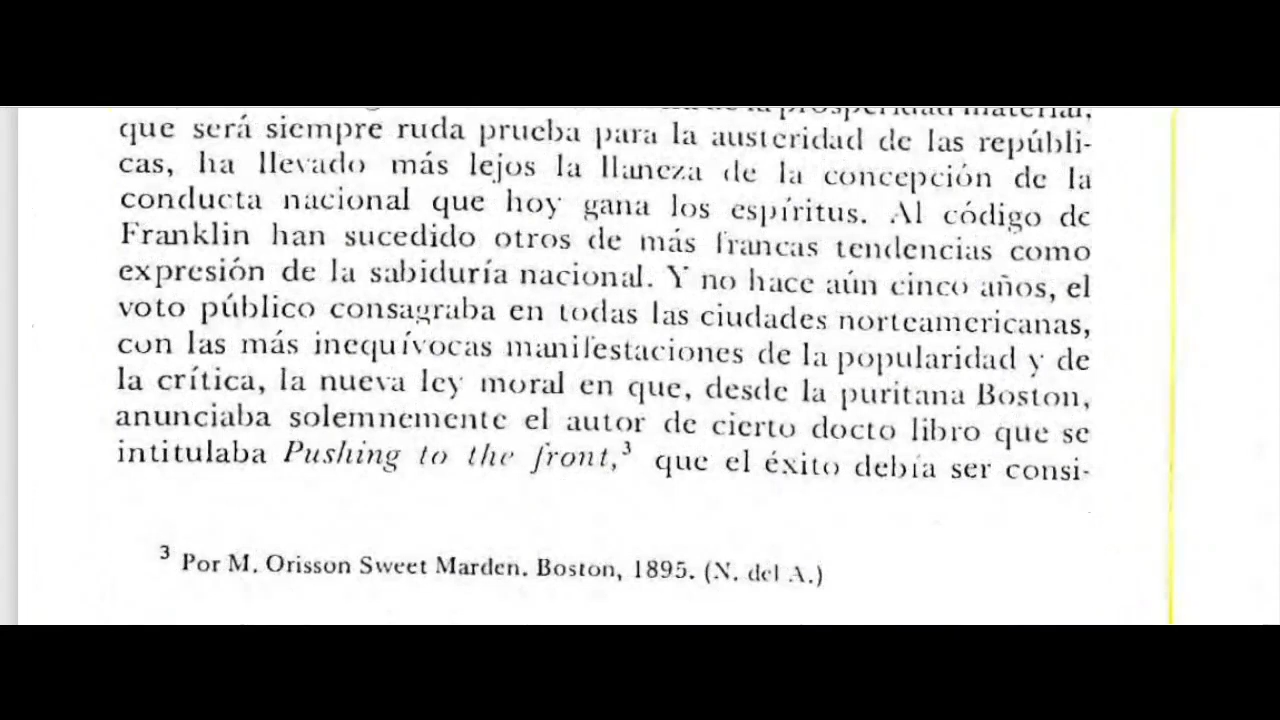 de la prosperidad material,
que será siempre ruda prueba para la austeridad de las repúbli-
cas, ha llevado más lejos la llaneza de la concepción de la
conducta nacional que hoy gana los espíritus. Al código de
Franklin han sucedido otros de más francas tendencias como
expresión de la sabiduría nacional. Y no hace aún cinco años, el
voto público consagraba en todas las ciudades norteamericanas,
con las más inequívocas manifestaciones de la popularidad y de
la crítica, la nueva ley moral en que, desde la puritana Boston,
anunciaba solemnemente el autor de cierto docto libro que se
intitulaba Pushing to the front,³ que el éxito debía ser consi-
³ Por M. Orisson Sweet Marden. Boston, 1895. (N. del A.)